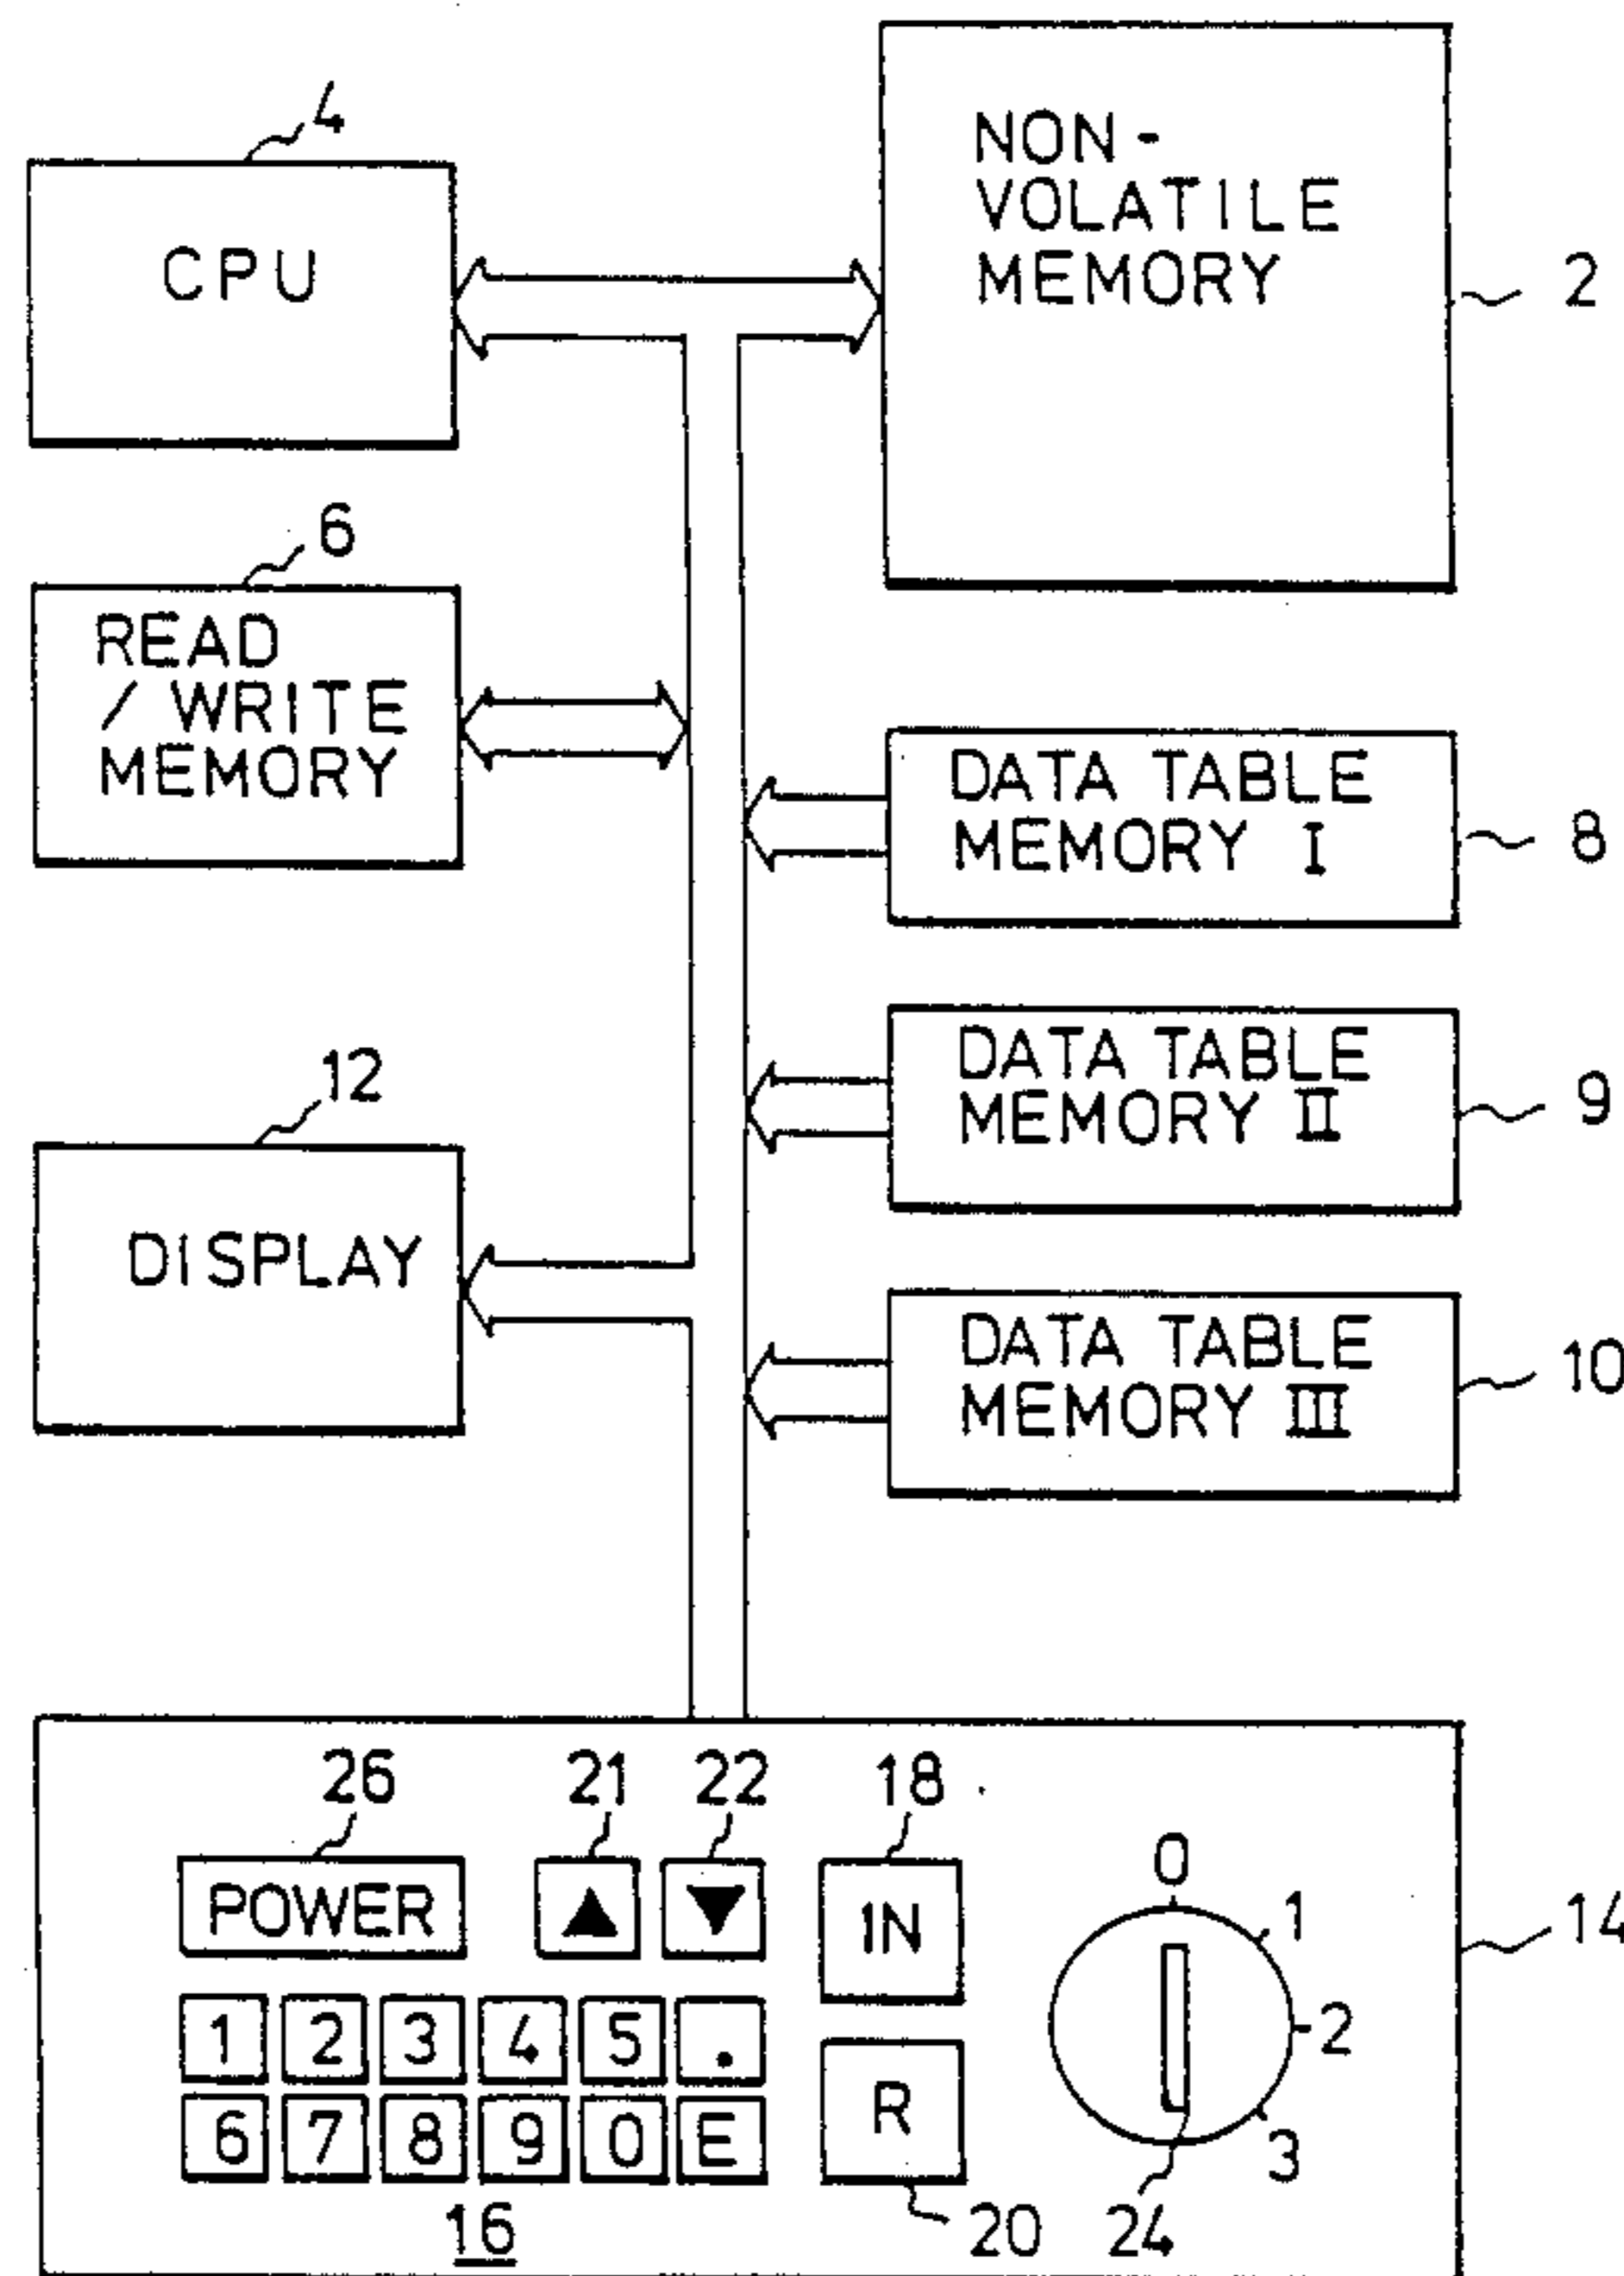 4
CPU
NON-
VOLATILE
MEMORY
2
6
READ
/WRITE
MEMORY
DATA TABLE
MEMORY I
8
DATA TABLE
MEMORY II
9
12
DISPLAY
DATA TABLE
MEMORY III
10
26 21 22 18
POWER ▲ ▼ IN
0
1
2
3
14
1 2 3 4 5 .
6 7 8 9 0 E
R
16
20
24